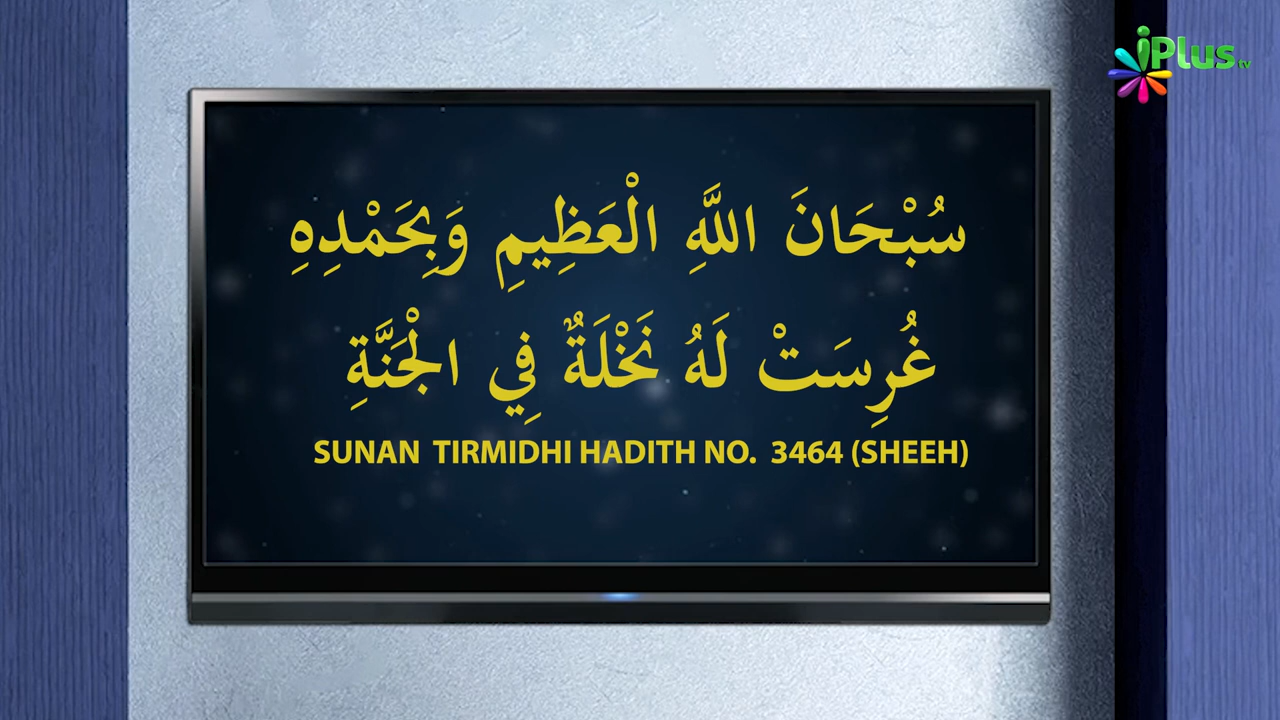 iPlus tv
سُبْحَانَ اللَّهِ الْعَظِيمِ وَبِحَمْدِهِ
غُرِسَتْ لَهُ نَخْلَةٌ فِي الْجَنَّةِ
SUNAN TIRMIDHI HADITH NO. 3464 (SHEEH)